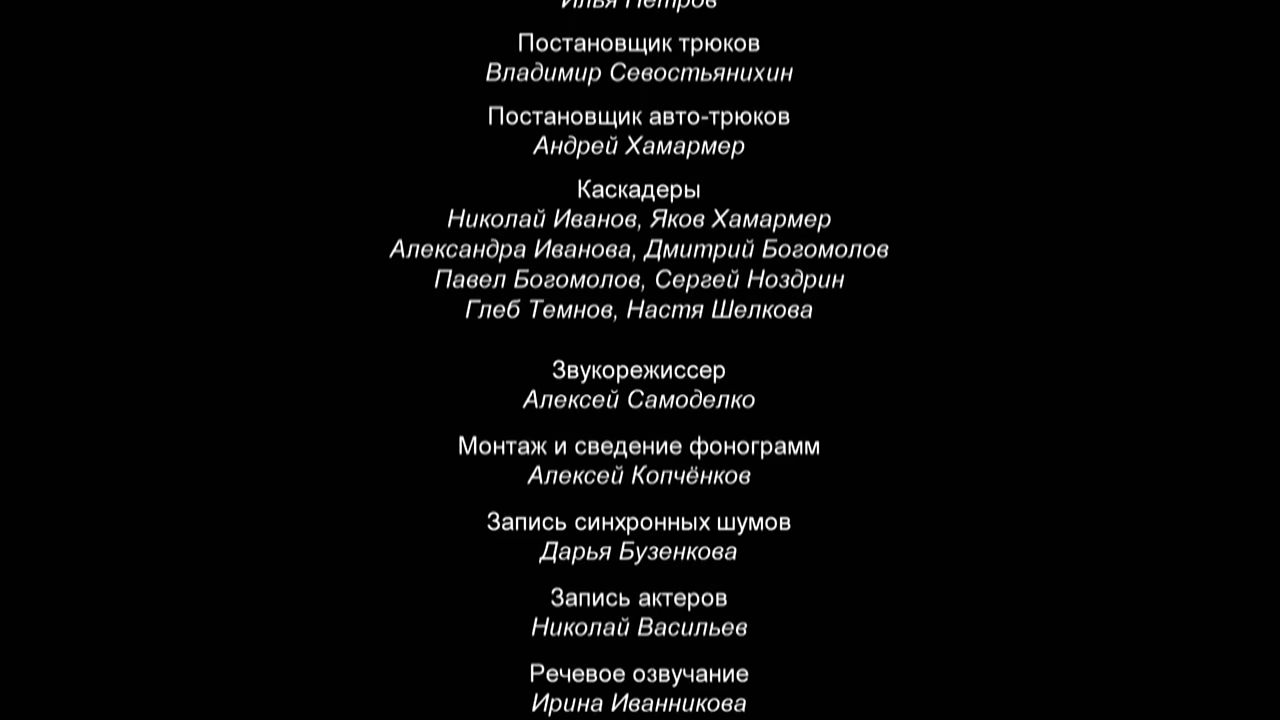 Илья Петров
Постановщик трюков
Владимир Севостьянихин
Постановщик авто-трюков
Андрей Хамармер
Каскадеры
Николай Иванов, Яков Хамармер
Александра Иванова, Дмитрий Богомолов
Павел Богомолов, Сергей Ноздрин
Глеб Темнов, Настя Шелкова
Звукорежиссер
Алексей Самоделко
Монтаж и сведение фонограмм
Алексей Копчёнков
Запись синхронных шумов
Дарья Бузенкова
Запись актеров
Николай Васильев
Речевое озвучание
Ирина Иванникова